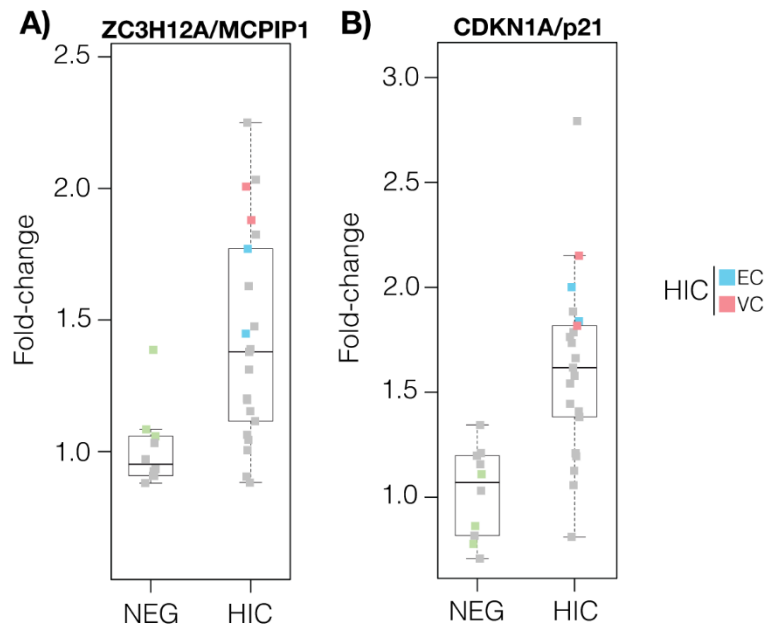 A) ZC3H12A/MCPIP1
2.5
2.0
1.5
1.0
Fold-change
NEG HIC
B) CDKN1A/p21
3.0
2.5
2.0
1.5
1.0
Fold-change
NEG HIC
HIC
EC
VC